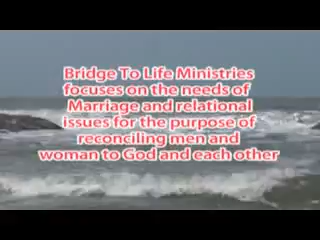 Bridge To Life Ministries
focuses on the needs of
Marriage and relational
issues for the purpose of
reconciling men and
woman to God and each other